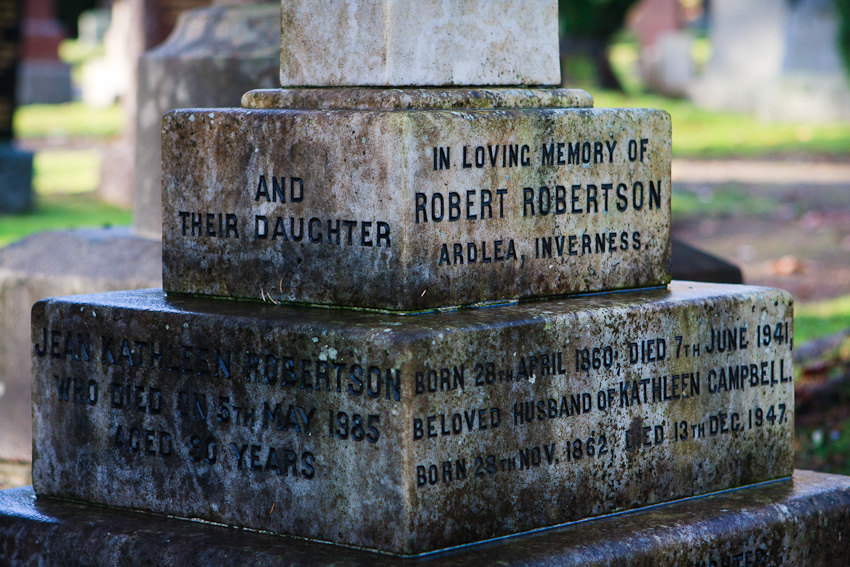 IN LOVING MEMORY OF
ROBERT ROBERTSON
ARDLEA, INVERNESS.
BORN 28TH APRIL 1860, DIED 7TH JUNE 1941,
BELOVED HUSBAND OF KATHLEEN CAMPBELL.
BORN 28TH NOV. 1862, DIED 13TH DEC. 1947.
AND
THEIR DAUGHTER
JEAN KATHLEEN ROBERTSON
WHO DIED ON 5TH MAY 1985
AGED 80 YEARS